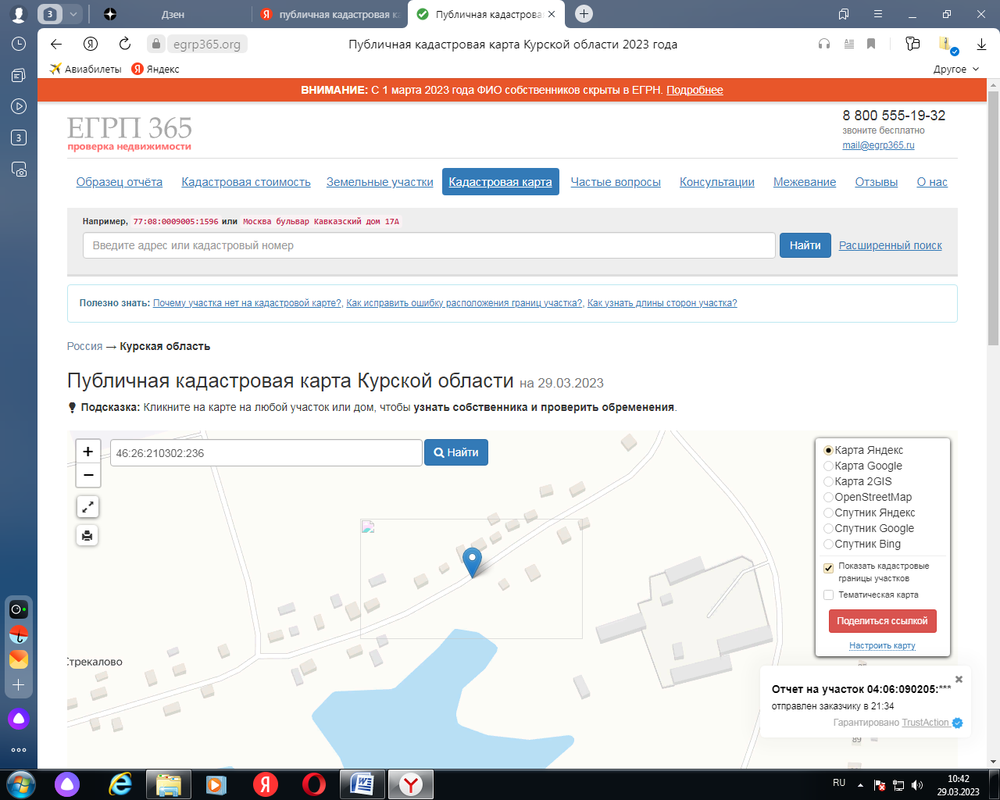 3
Дзен
публичная кадастровая к
Публичная кадастрова
egrp365.org
Публичная кадастровая карта Курской области 2023 года
Авиабилеты
Яндекс
Другое
3
ВНИМАНИЕ: С 1 марта 2023 года ФИО собственников скрыты в ЕГРН. Подробнее
ЕГРП 365
проверка недвижимости
8 800 555-19-32
звоните бесплатно
mail@egrp365.ru
Образец отчёта Кадастровая стоимость Земельные участки Кадастровая карта Частые вопросы Консультации Межевание Отзывы О нас
Например, 77:08:0009005:1596 или Москва бульвар Кавказский дом 17А
Введите адрес или кадастровый номер
Найти
Расширенный поиск
Полезно знать: Почему участка нет на кадастровой карте?, Как исправить ошибку расположения границ участка?, Как узнать длины сторон участка?
Россия → Курская область
Публичная кадастровая карта Курской области на 29.03.2023
Подсказка: Кликните на карте на любой участок или дом, чтобы узнать собственника и проверить обременения.
+
−
46:26:210302:236
Найти
Карта Яндекс
Карта Google
Карта 2GIS
OpenStreetMap
Спутник Яндекс
Спутник Google
Спутник Bing
Показать кадастровые
границы участков
Тематическая карта
Поделиться ссылкой
Настроить карту
Стрекалово
Отчет на участок 04:06:090205:***
отправлен заказчику в 21:34
Гарантировано TrustAction
89
RU
10:42
29.03.2023